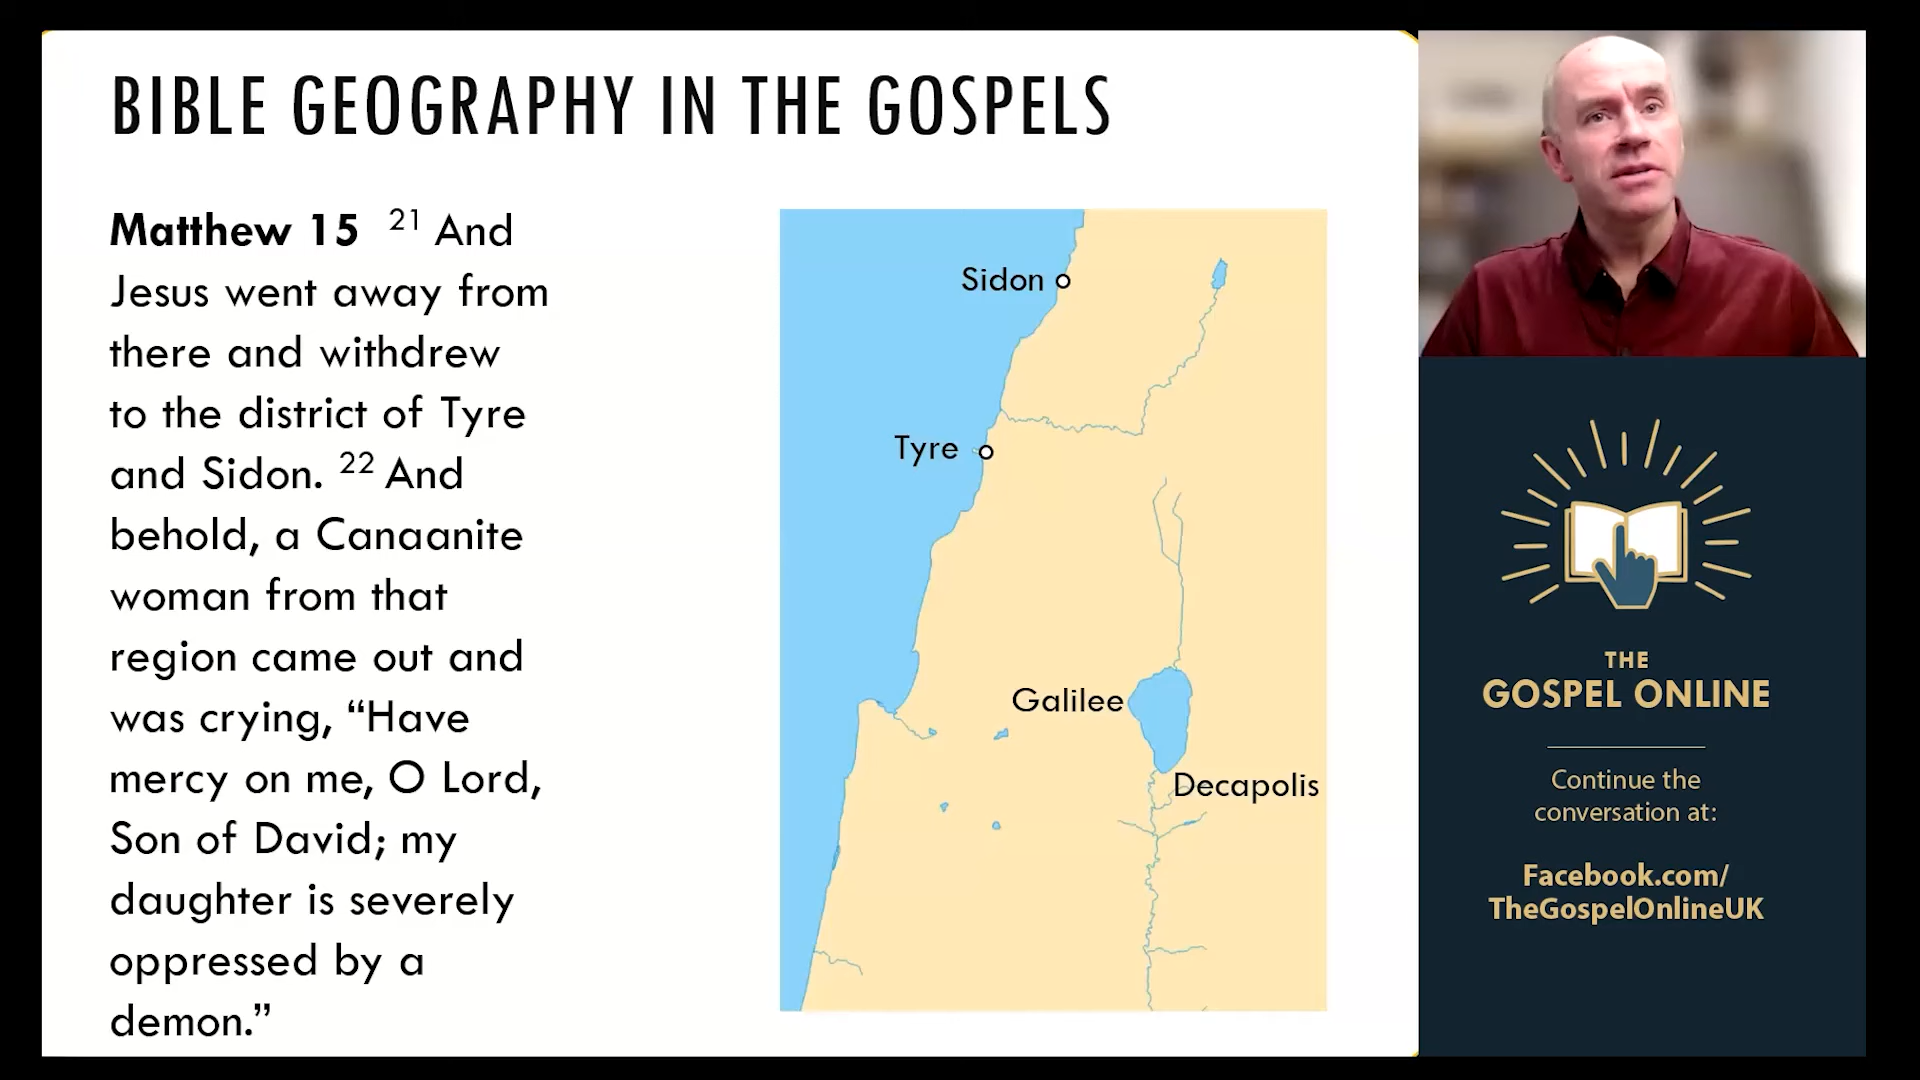 BIBLE GEOGRAPHY IN THE GOSPELS
Matthew 15 21 And
Jesus went away from
there and withdrew
to the district of Tyre
and Sidon. 22 And
behold, a Canaanite
woman from that
region came out and
was crying, “Have
mercy on me, O Lord,
Son of David; my
daughter is severely
oppressed by a
demon.”
Sidon
Tyre
Galilee
Decapolis
THE
GOSPEL ONLINE
Continue the
conversation at:
Facebook.com/
TheGospelOnlineUK